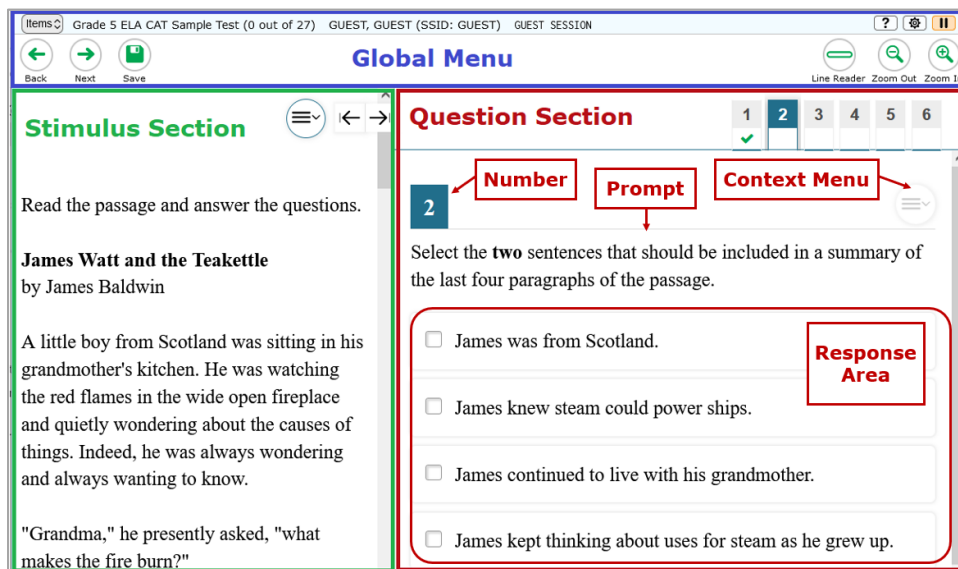 Items Grade 5 ELA CAT Sample Test (0 out of 27) GUEST, GUEST (SSID: GUEST) GUEST SESSION ?
Back Next Save
Global Menu
Line Reader Zoom Out Zoom
Stimulus Section
Read the passage and answer the questions.
James Watt and the Teakettle
by James Baldwin
A little boy from Scotland was sitting in his
grandmother's kitchen. He was watching
the red flames in the wide open fireplace
and quietly wondering about the causes of
things. Indeed, he was always wondering
and always wanting to know.
"Grandma," he presently asked, "what
makes the fire burn?"
Question Section
1 2 3 4 5 6
Number
Prompt
Context Menu
2
Select the two sentences that should be included in a summary of
the last four paragraphs of the passage.
James was from Scotland.
Response
Area
James knew steam could power ships.
James continued to live with his grandmother.
James kept thinking about uses for steam as he grew up.